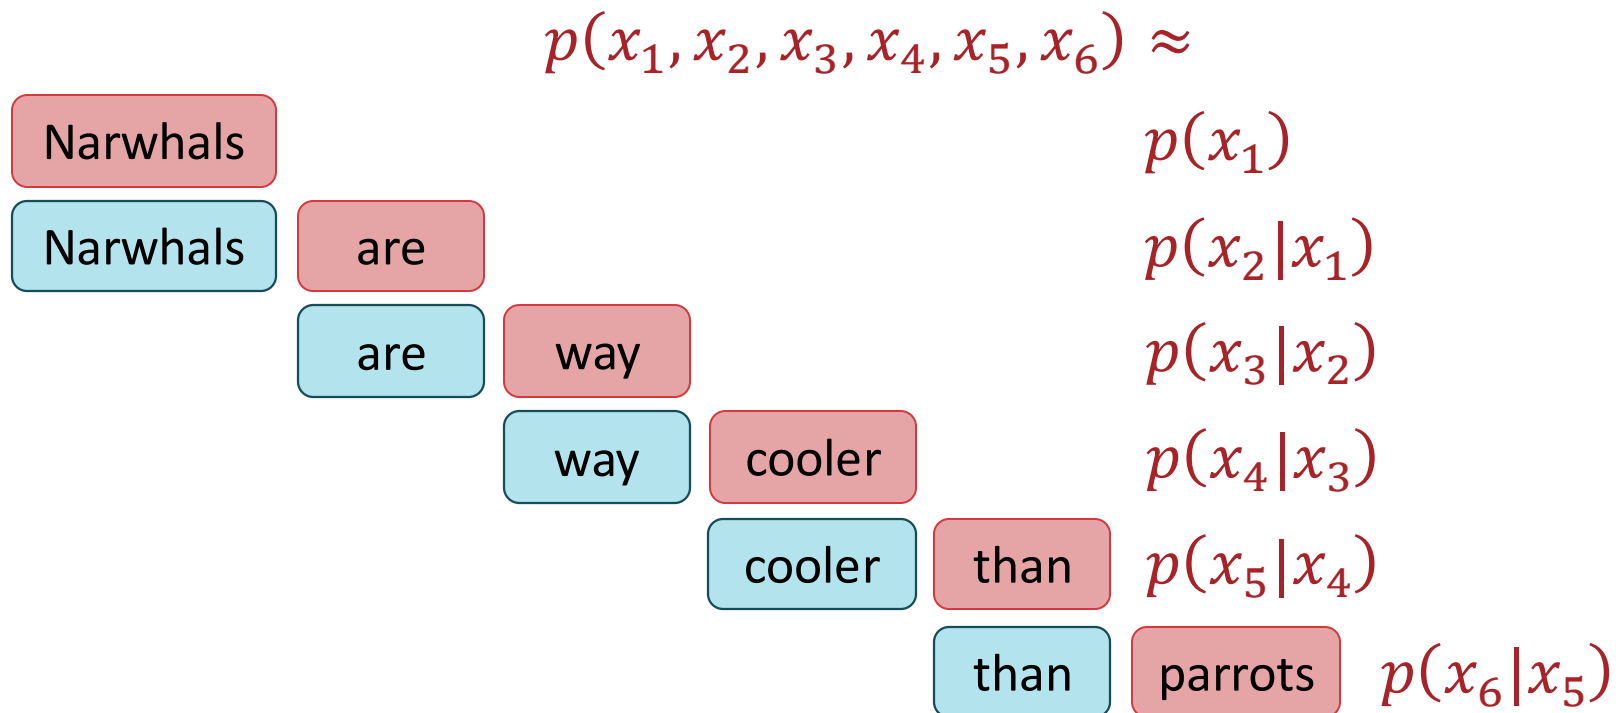 p(x₁, x₂, x₃, x₄, x₅, x₆) ≈
Narwhals p(x₁)
Narwhals are p(x₂|x₁)
are way p(x₃|x₂)
way cooler p(x₄|x₃)
cooler than p(x₅|x₄)
than parrots p(x₆|x₅)